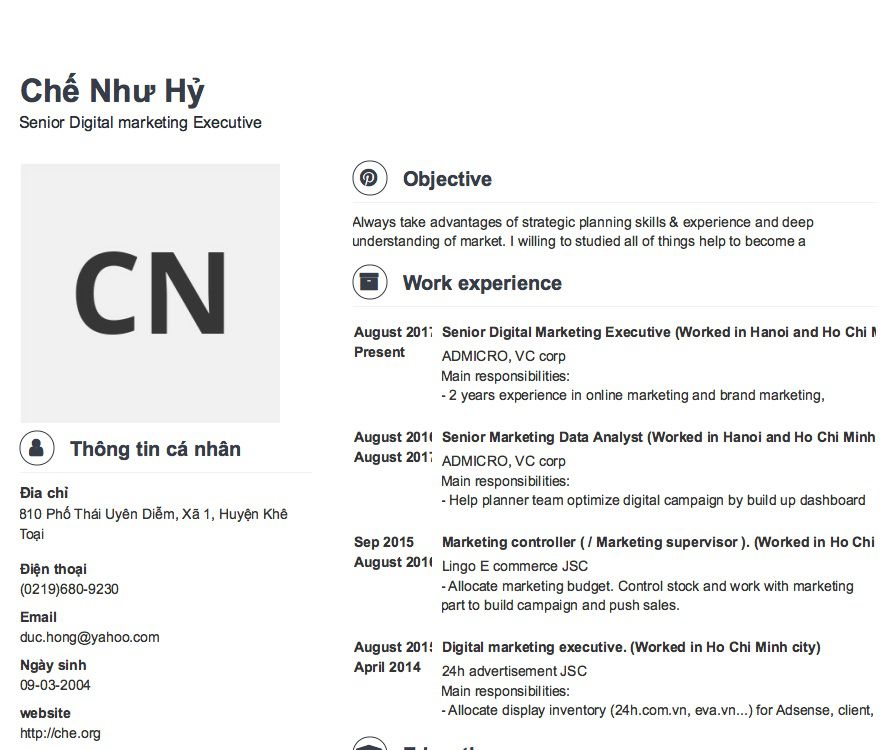 Chế Như Hỷ
Senior Digital marketing Executive
CN
Thông tin cá nhân
Đia chỉ
810 Phố Thái Uyên Diễm, Xã 1, Huyện Khê
Toại
Điện thoại
(0219)680-9230
Email
duc.hong@yahoo.com
Ngày sinh
09-03-2004
website
http://che.org
Objective
Always take advantages of strategic planning skills & experience and deep
understanding of market. I willing to studied all of things help to become a
Work experience
August 2017
Present
Senior Digital Marketing Executive (Worked in Hanoi and Ho Chi
ADMICRO, VC corp
Main responsibilities:
- 2 years experience in online marketing and brand marketing,
August 2016
August 2017
Senior Marketing Data Analyst (Worked in Hanoi and Ho Chi Minh
ADMICRO, VC corp
Main responsibilities:
- Help planner team optimize digital campaign by build up dashboard
Sep 2015
August 2016
Marketing controller ( / Marketing supervisor ). (Worked in Ho Chi
Lingo E commerce JSC
- Allocate marketing budget. Control stock and work with marketing
part to build campaign and push sales.
August 2015
April 2014
Digital marketing executive. (Worked in Ho Chi Minh city)
24h advertisement JSC
Main responsibilities:
- Allocate display inventory (24h.com.vn, eva.vn...) for Adsense, client,